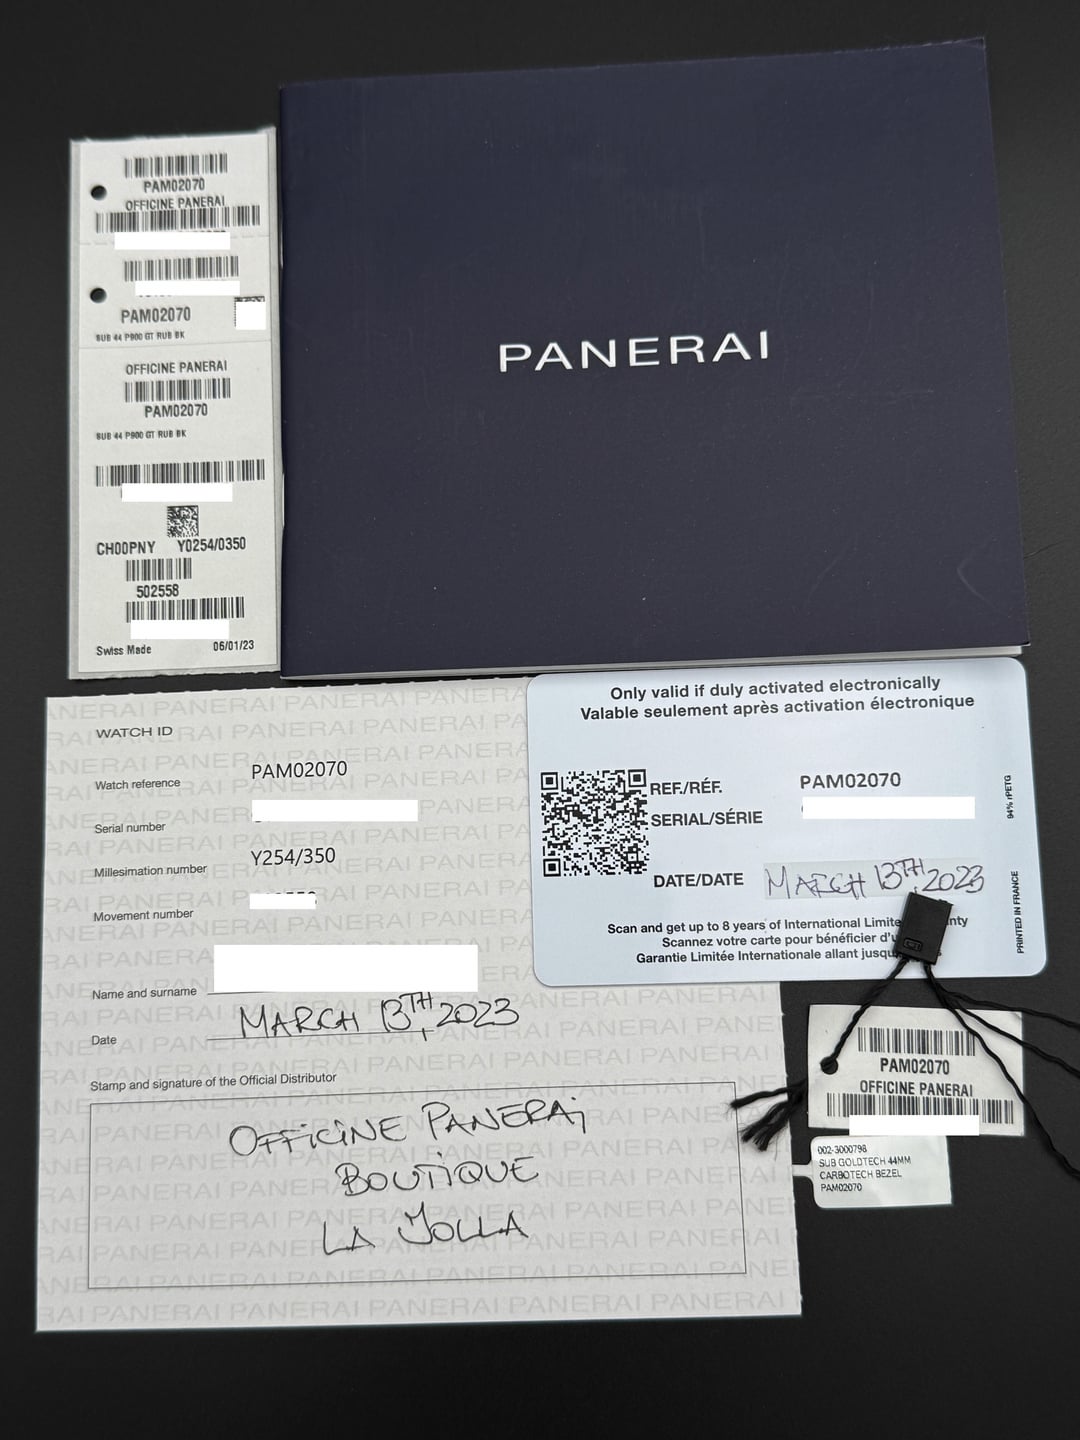 PAM02070
OFFICINE PANERAI
PAM02070
SUB 44 P900 GT RUB BK
OFFICINE PANERAI
PAM02070
SUB 44 P900 GT RUB BK
CH00PNY Y0254/0350
502558
Swiss Made 06/01/23
PANERAI
WATCH ID
Watch reference PAM02070
Serial number
Millesimation number Y254/350
Movement number
Name and surname
Date MARCH 13TH, 2023
Stamp and signature of the Official Distributor
OFFICINE PANERAI
BOUTIQUE
LA JOLLA
Only valid if duly activated electronically
Valable seulement après activation électronique
REF./RÉF. PAM02070
SERIAL/SÉRIE
DATE/DATE MARCH 13TH, 2023
Scan and get up to 8 years of International
Scannez votre carte pour bénéficier
Garantie Limitée Internationale allant
94% rPETG
PRINTED IN FRANCE
PAM02070
OFFICINE PANERAI
002-3000798
SUB GOLDTECH 44MM
CARBOTECH BEZEL
PAM02070